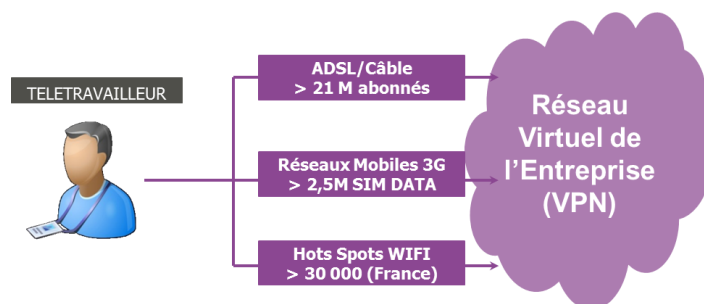 TELETRAVAILLEUR
ADSL/Câble
> 21 M abonnés
Réseaux Mobiles 3G
> 2,5M SIM DATA
Hots Spots WIFI
> 30 000 (France)
Réseau
Virtuel de
l’Entreprise
(VPN)